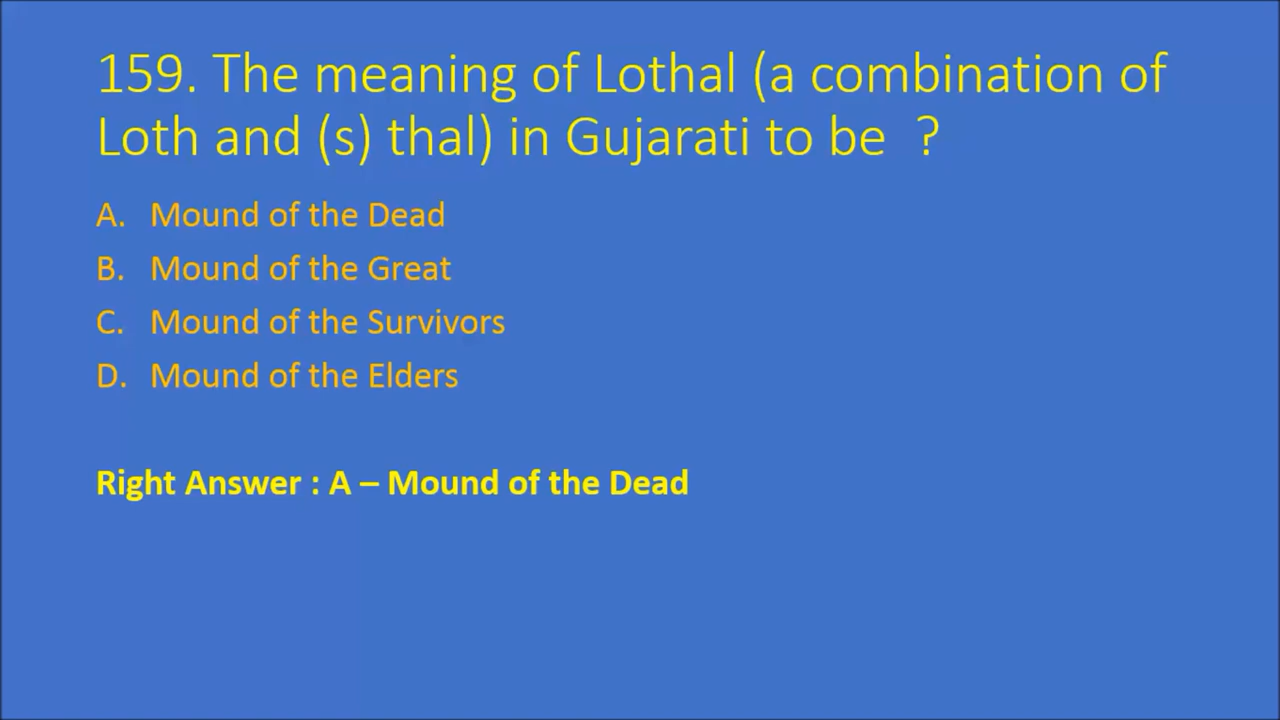 159. The meaning of Lothal (a combination of
Loth and (s) thal) in Gujarati to be  ?
A. Mound of the Dead
B. Mound of the Great
C. Mound of the Survivors
D. Mound of the Elders
Right Answer : A – Mound of the Dead